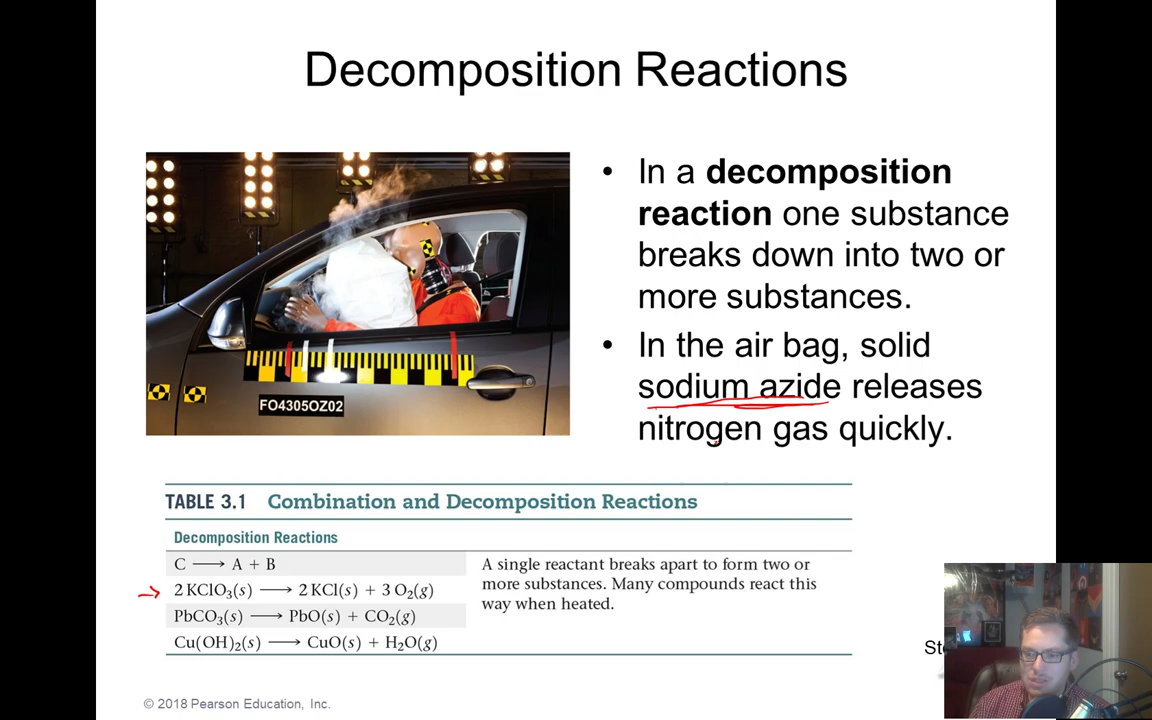 Decomposition Reactions
• In a decomposition
reaction one substance
breaks down into two or
more substances.
• In the air bag, solid
sodium azide releases
nitrogen gas quickly.
FO4305OZ02
TABLE 3.1 Combination and Decomposition Reactions
Decomposition Reactions
C ⟶ A + B
2 KClO₃(s) ⟶ 2 KCl(s) + 3 O₂(g)
PbCO₃(s) ⟶ PbO(s) + CO₂(g)
Cu(OH)₂(s) ⟶ CuO(s) + H₂O(g)
A single reactant breaks apart to form two or
more substances. Many compounds react this
way when heated.
© 2018 Pearson Education, Inc.